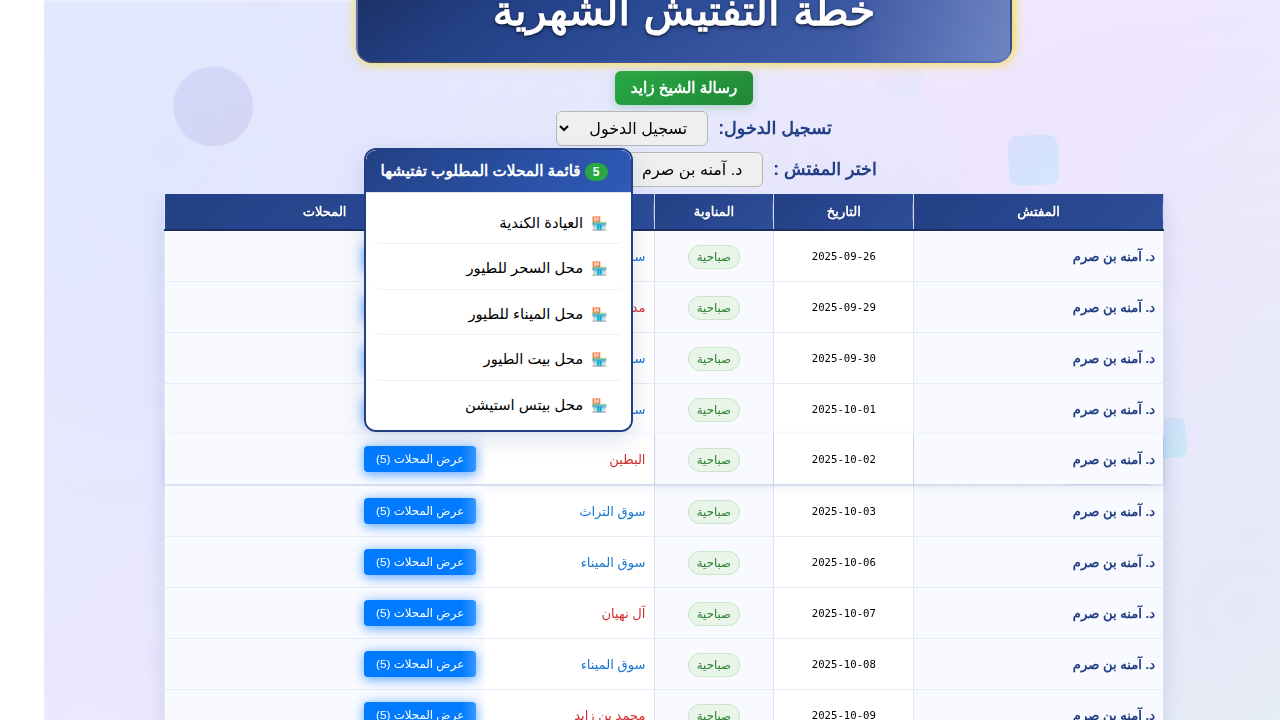 خطة التفتيش الشهرية
رسالة الشيخ زايد
تسجيل الدخول: تسجيل الدخول
اختر المفتش : د. آمنه بن صرم
قائمة المحلات المطلوب تفتيشها 5
🏪 العيادة الكندية
🏪 محل السحر للطيور
🏪 محل الميناء للطيور
🏪 محل بيت الطيور
🏪 محل بيتس استيشن
المفتش التاريخ المناوبة المحلات
د. آمنه بن صرم 2025-09-26 صباحية
د. آمنه بن صرم 2025-09-29 صباحية
د. آمنه بن صرم 2025-09-30 صباحية
د. آمنه بن صرم 2025-10-01 صباحية
د. آمنه بن صرم 2025-10-02 صباحية البطين عرض المحلات (5)
د. آمنه بن صرم 2025-10-03 صباحية سوق التراث عرض المحلات (5)
د. آمنه بن صرم 2025-10-06 صباحية سوق الميناء عرض المحلات (5)
د. آمنه بن صرم 2025-10-07 صباحية آل نهيان عرض المحلات (5)
د. آمنه بن صرم 2025-10-08 صباحية سوق الميناء عرض المحلات (5)
د. آمنه بن صرم 2025-10-09 صباحية محمد بن زايد عرض المحلات (5)